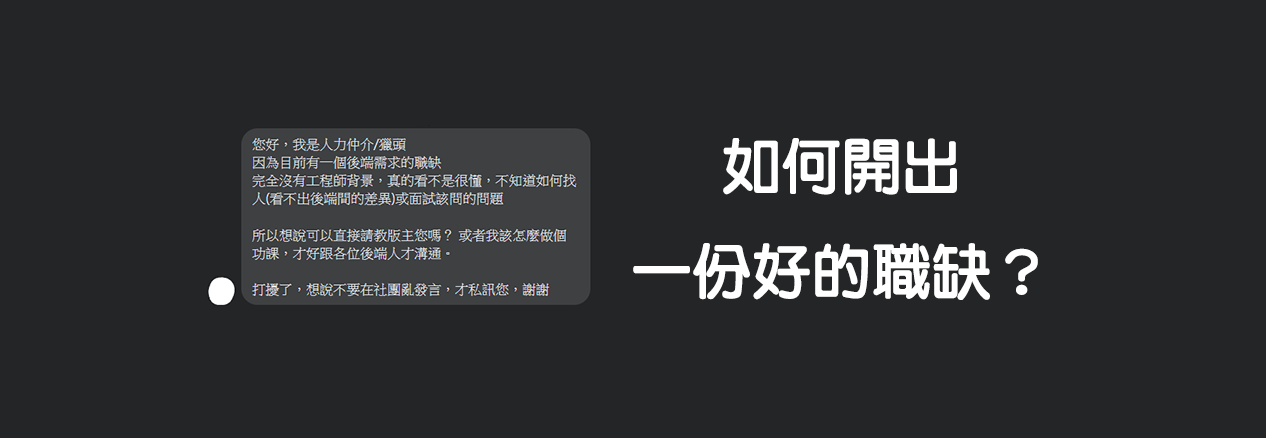 您好，我是人力仲介/獵頭
因為目前有一個後端需求的職缺
完全沒有工程師背景，真的看不是很懂，不知道如何找
人(看不出後端間的差異)或面試該問的問題
所以想說可以直接請教版主您嗎？ 或者我該怎麼做個
功課，才好跟各位後端人才溝通。
打擾了，想說不要在社團亂發言，才私訊您，謝謝
如何開出
一份好的職缺？